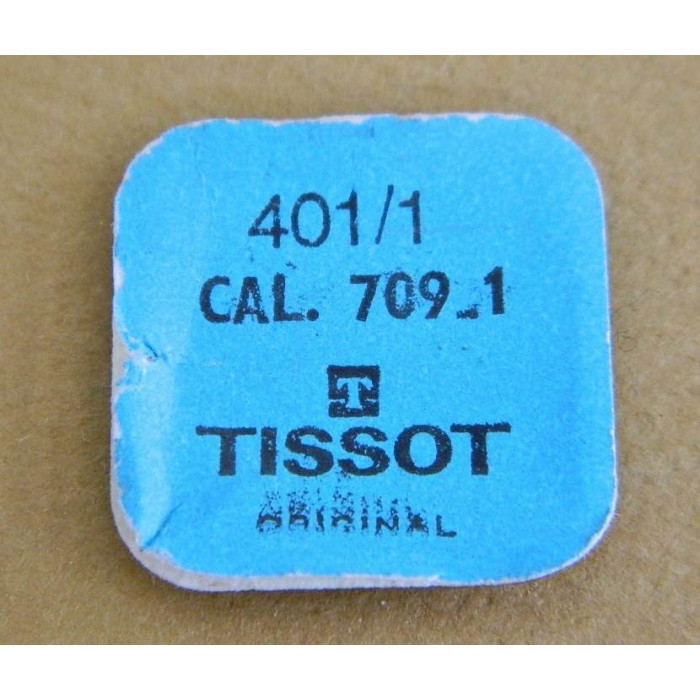 401/1
CAL. 709-1
T
TISSOT
ORIGINAL